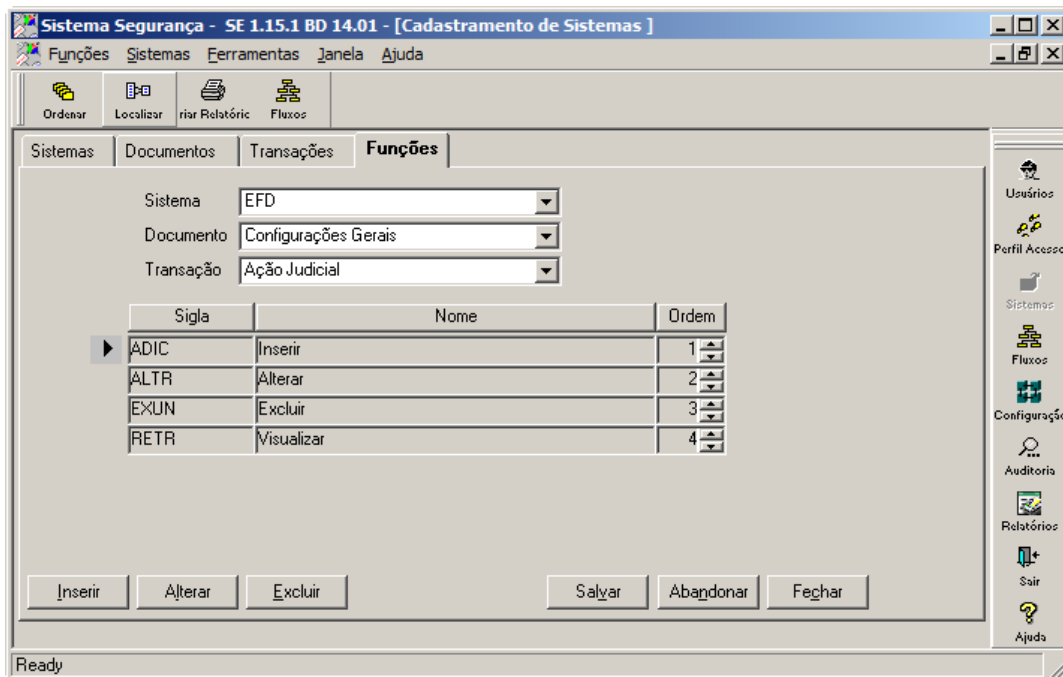 Sistema Segurança - SE 1.15.1 BD 14.01 - [Cadastramento de Sistemas ]
Funções Sistemas Ferramentas Janela Ajuda
Ordenar Localizar riar Relatóric Fluxos
Sistemas Documentos Transações Funções
Sistema EFD
Documento Configurações Gerais
Transação Ação Judicial
Sigla Nome Ordem
ADIC Inserir 1
ALTR Alterar 2
EXUN Excluir 3
RETR Visualizar 4
Inserir Alterar Excluir Salvar Abandonar Fechar
Usuários
Perfil Acesso
Sistemas
Fluxos
Configuração
Auditoria
Relatórios
Sair
Ajuda
Ready